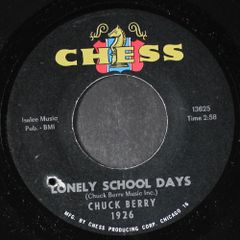 CHESS
Isalee Music
Pub. - BMI
13625
Time 2:58
LONELY SCHOOL DAYS
(Chuck Berry Music Inc.)
CHUCK BERRY
1926
MFG. BY CHESS PRODUCING CORP. CHICAGO 16